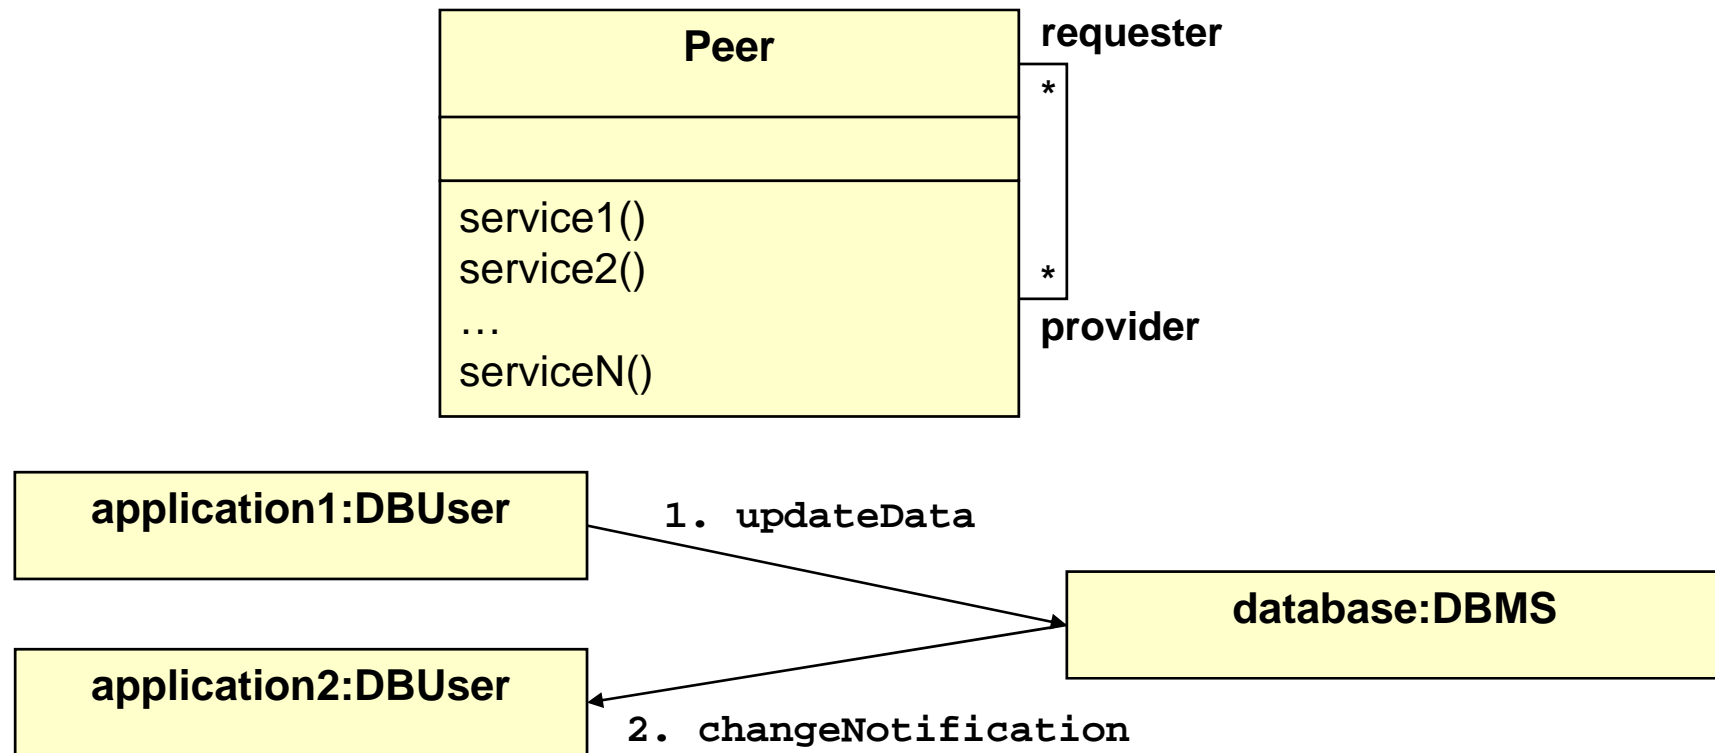 Peer
requester
*
service1()
service2()
…
serviceN()
*
provider
application1:DBUser
1. updateData
database:DBMS
application2:DBUser
2. changeNotification